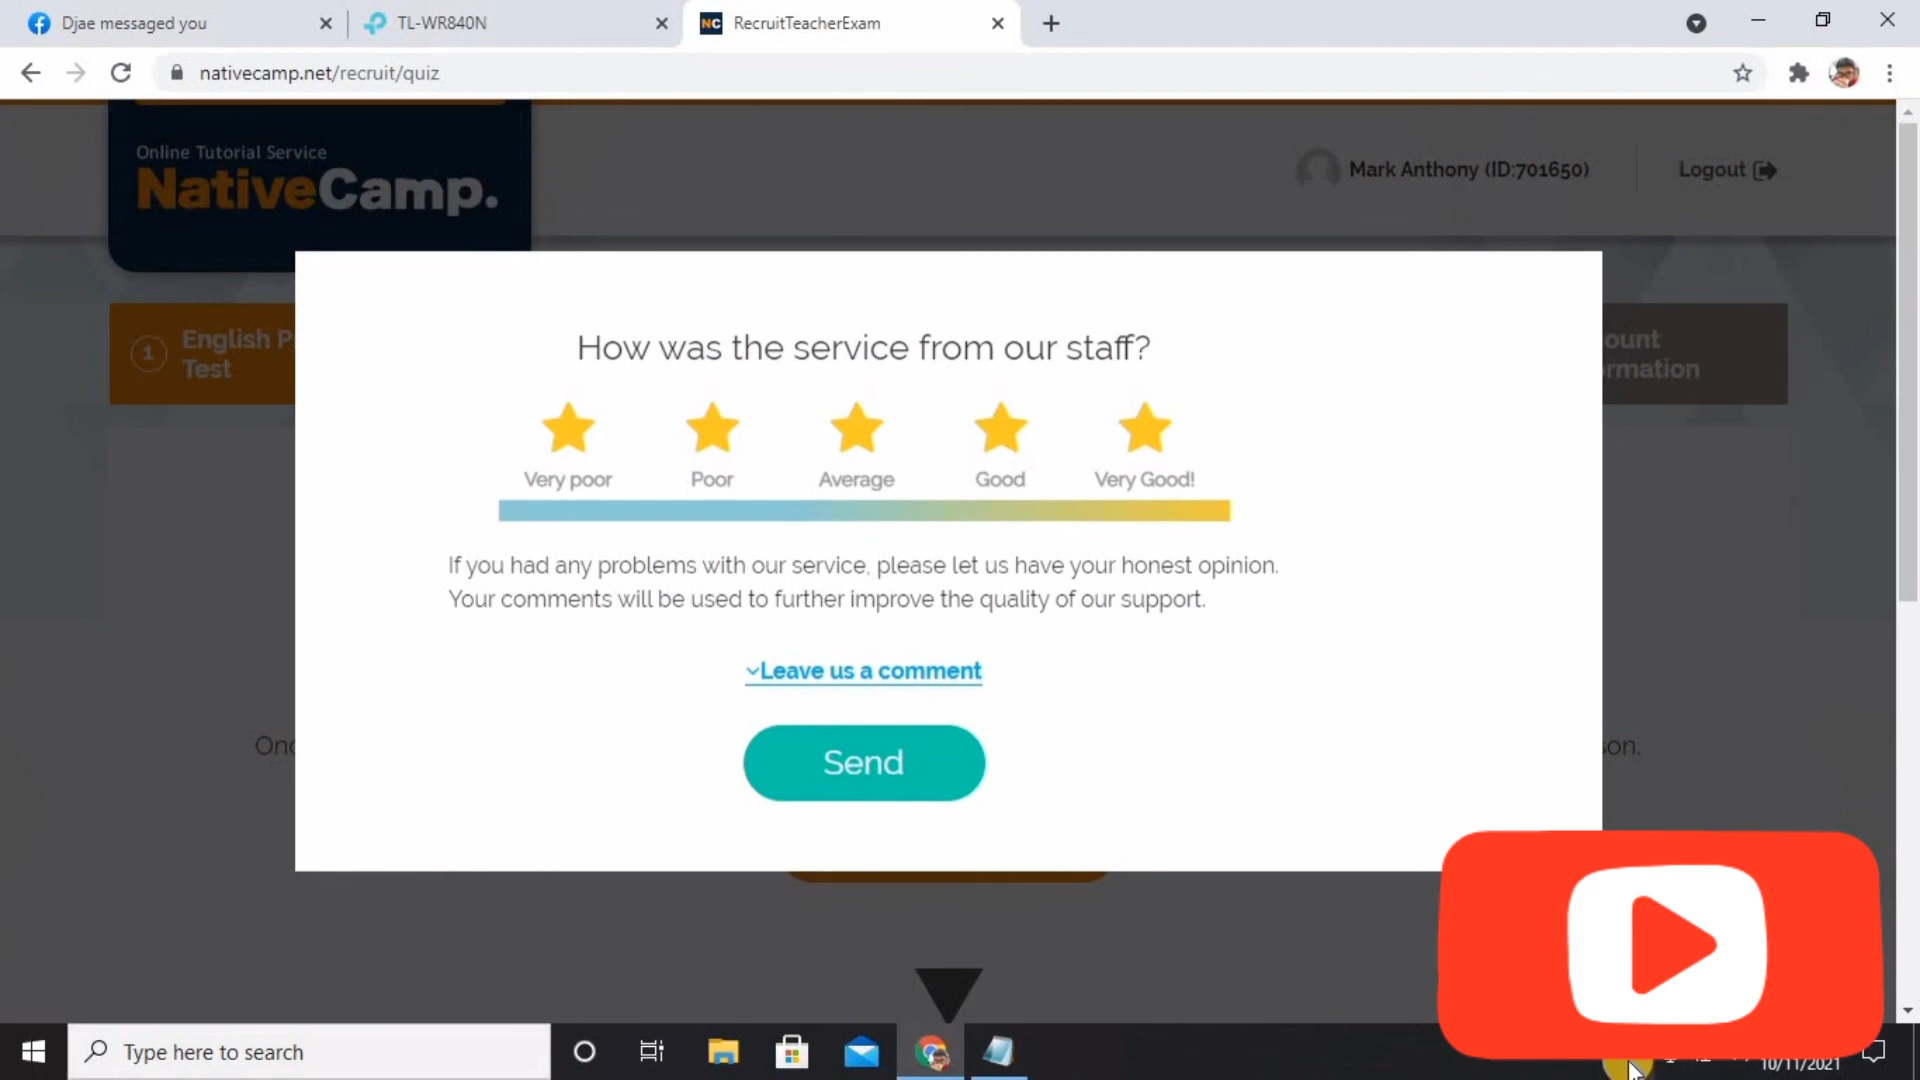 Djae messaged you
TL-WR840N
NC RecruitTeacherExam
nativecamp.net/recruit/quiz
Online Tutorial Service
NativeCamp.
Mark Anthony (ID:701650)
Logout
1
English P
Test
ount
rmation
How was the service from our staff?
Very poor
Poor
Average
Good
Very Good!
If you had any problems with our service, please let us have your honest opinion.
Your comments will be used to further improve the quality of our support.
Leave us a comment
Send
son.
Type here to search
10/11/2021